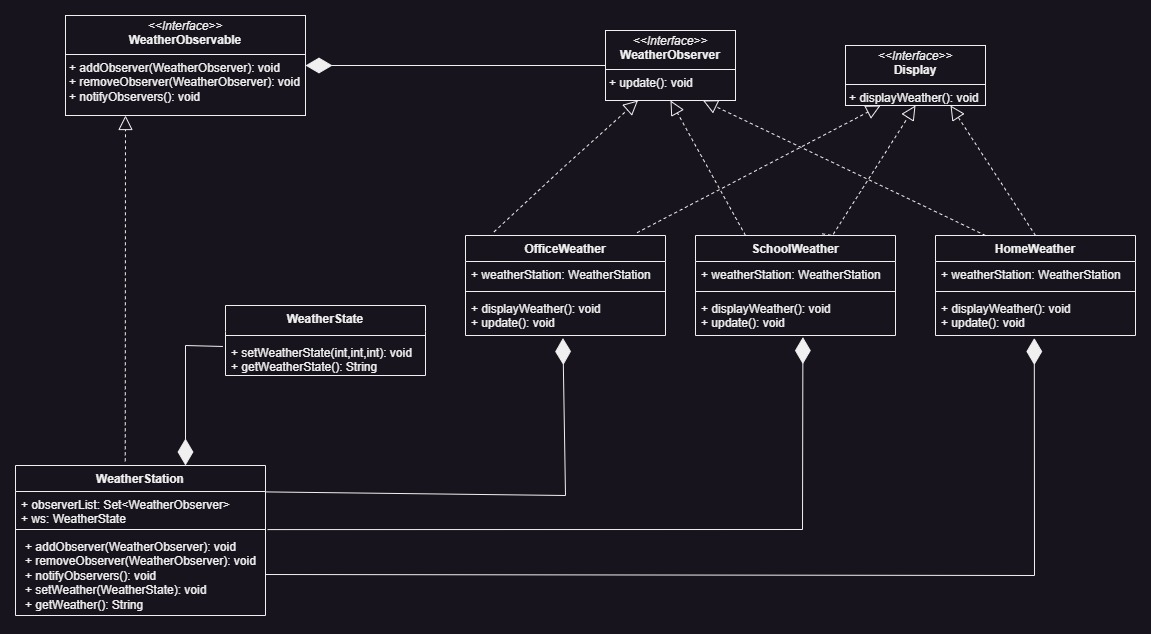 <<Interface>>
WeatherObservable
+ addObserver(WeatherObserver): void
+ removeObserver(WeatherObserver): void
+ notifyObservers(): void
<<Interface>>
WeatherObserver
+ update(): void
<<Interface>>
Display
+ displayWeather(): void
OfficeWeather
+ weatherStation: WeatherStation
+ displayWeather(): void
+ update(): void
SchoolWeather
+ weatherStation: WeatherStation
+ displayWeather(): void
+ update(): void
HomeWeather
+ weatherStation: WeatherStation
+ displayWeather(): void
+ update(): void
WeatherState
+ setWeatherState(int,int,int): void
+ getWeatherState(): String
WeatherStation
+ observerList: Set<WeatherObserver>
+ ws: WeatherState
+ addObserver(WeatherObserver): void
+ removeObserver(WeatherObserver): void
+ notifyObservers(): void
+ setWeather(WeatherState): void
+ getWeather(): String